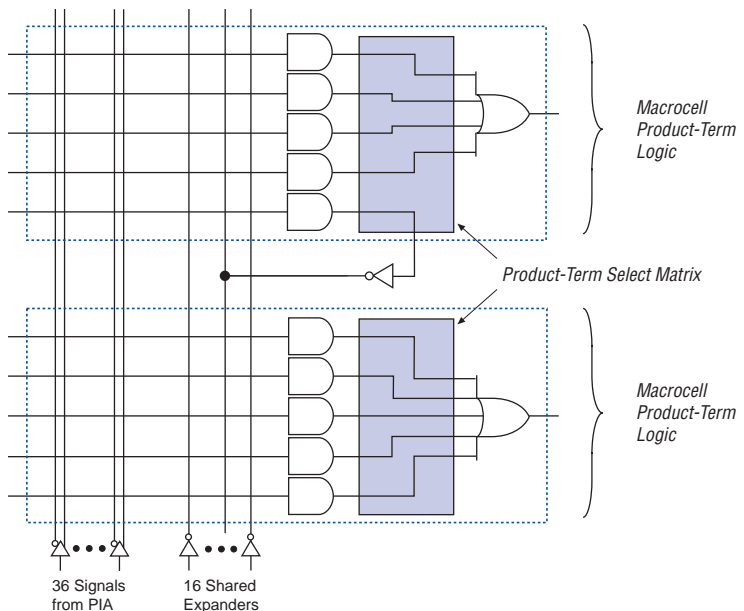 Macrocell
Product-Term
Logic
Product-Term Select Matrix
Macrocell
Product-Term
Logic
36 Signals
from PIA
16 Shared
Expanders